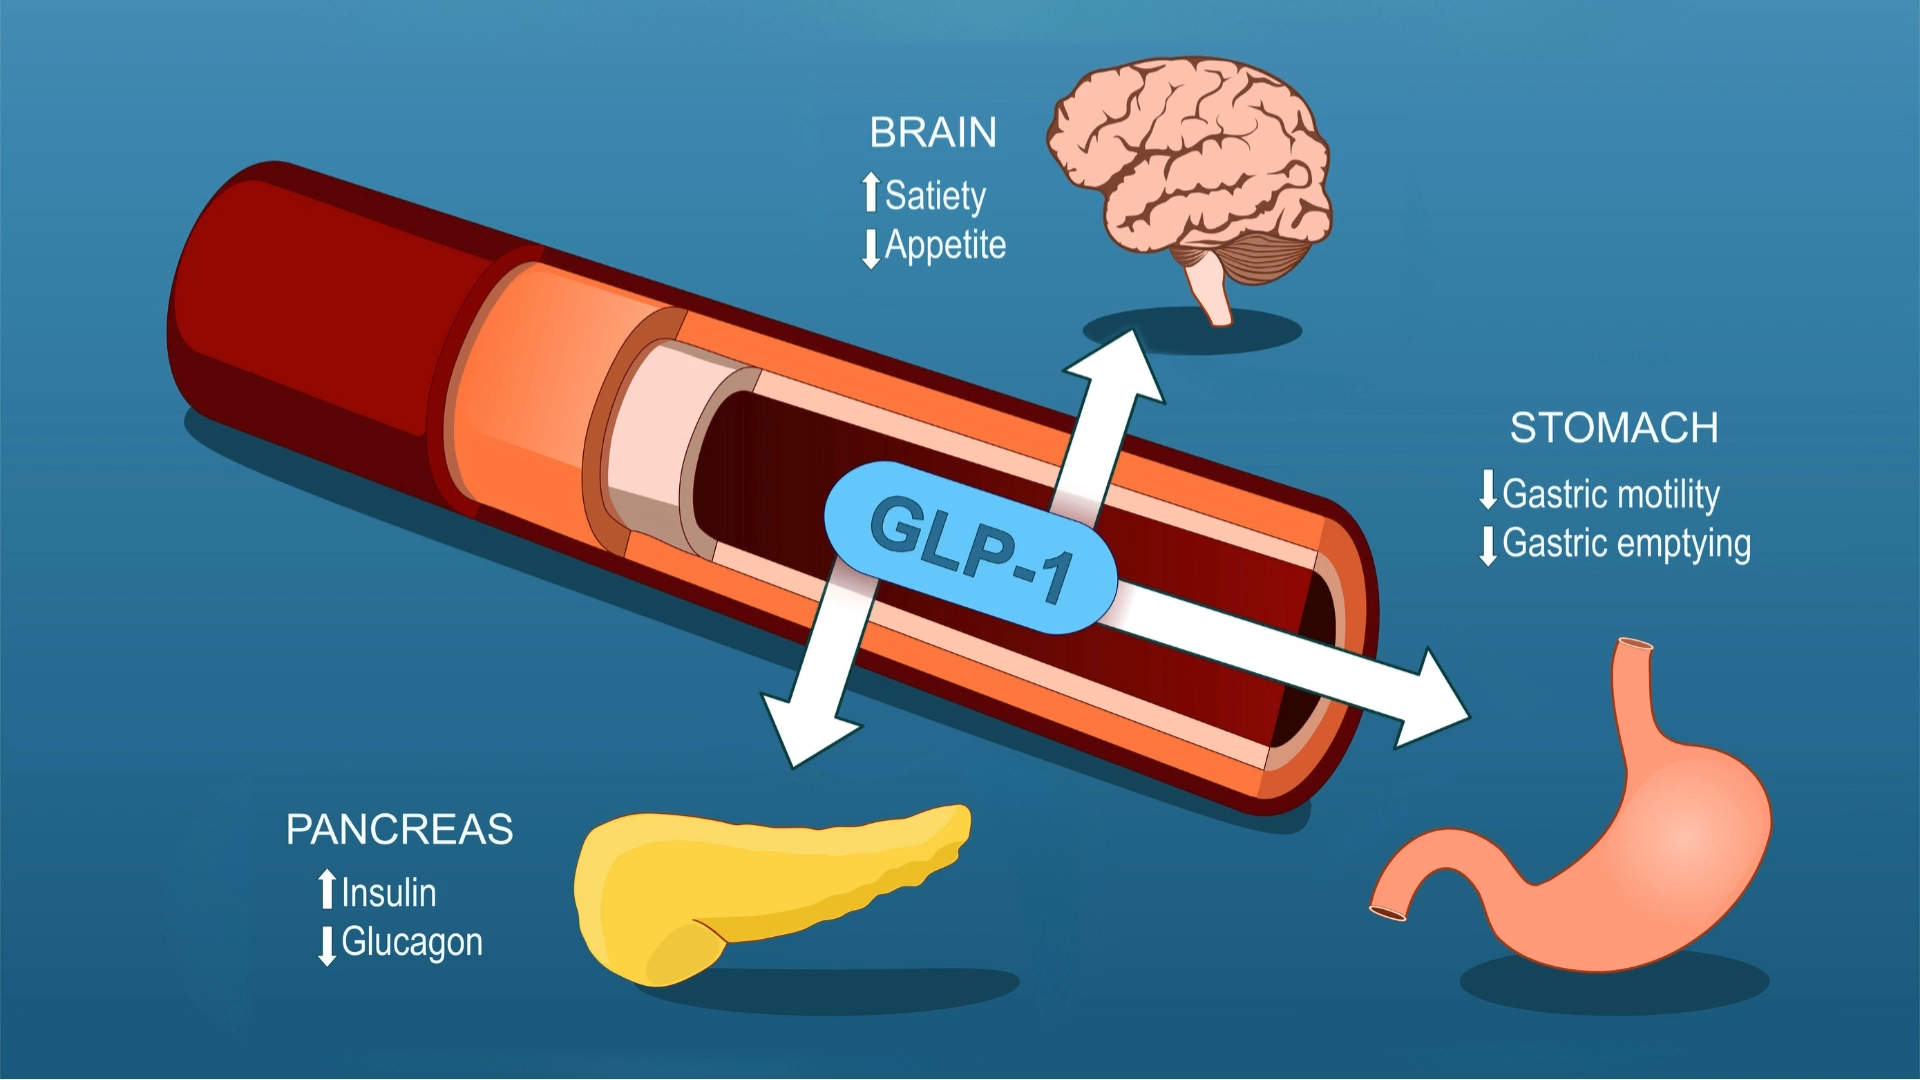 BRAIN
↑Satiety
↓Appetite
STOMACH
↓Gastric motility
↓Gastric emptying
GLP-1
PANCREAS
↑Insulin
↓Glucagon